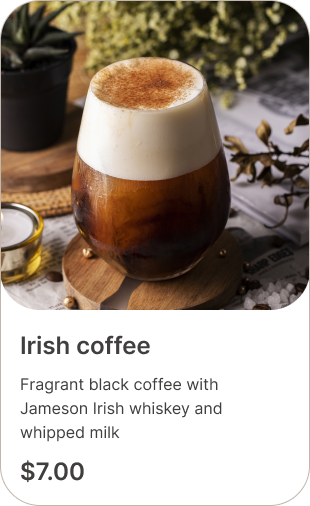 Irish coffee
Fragrant black coffee with
Jameson Irish whiskey and
whipped milk
$7.00